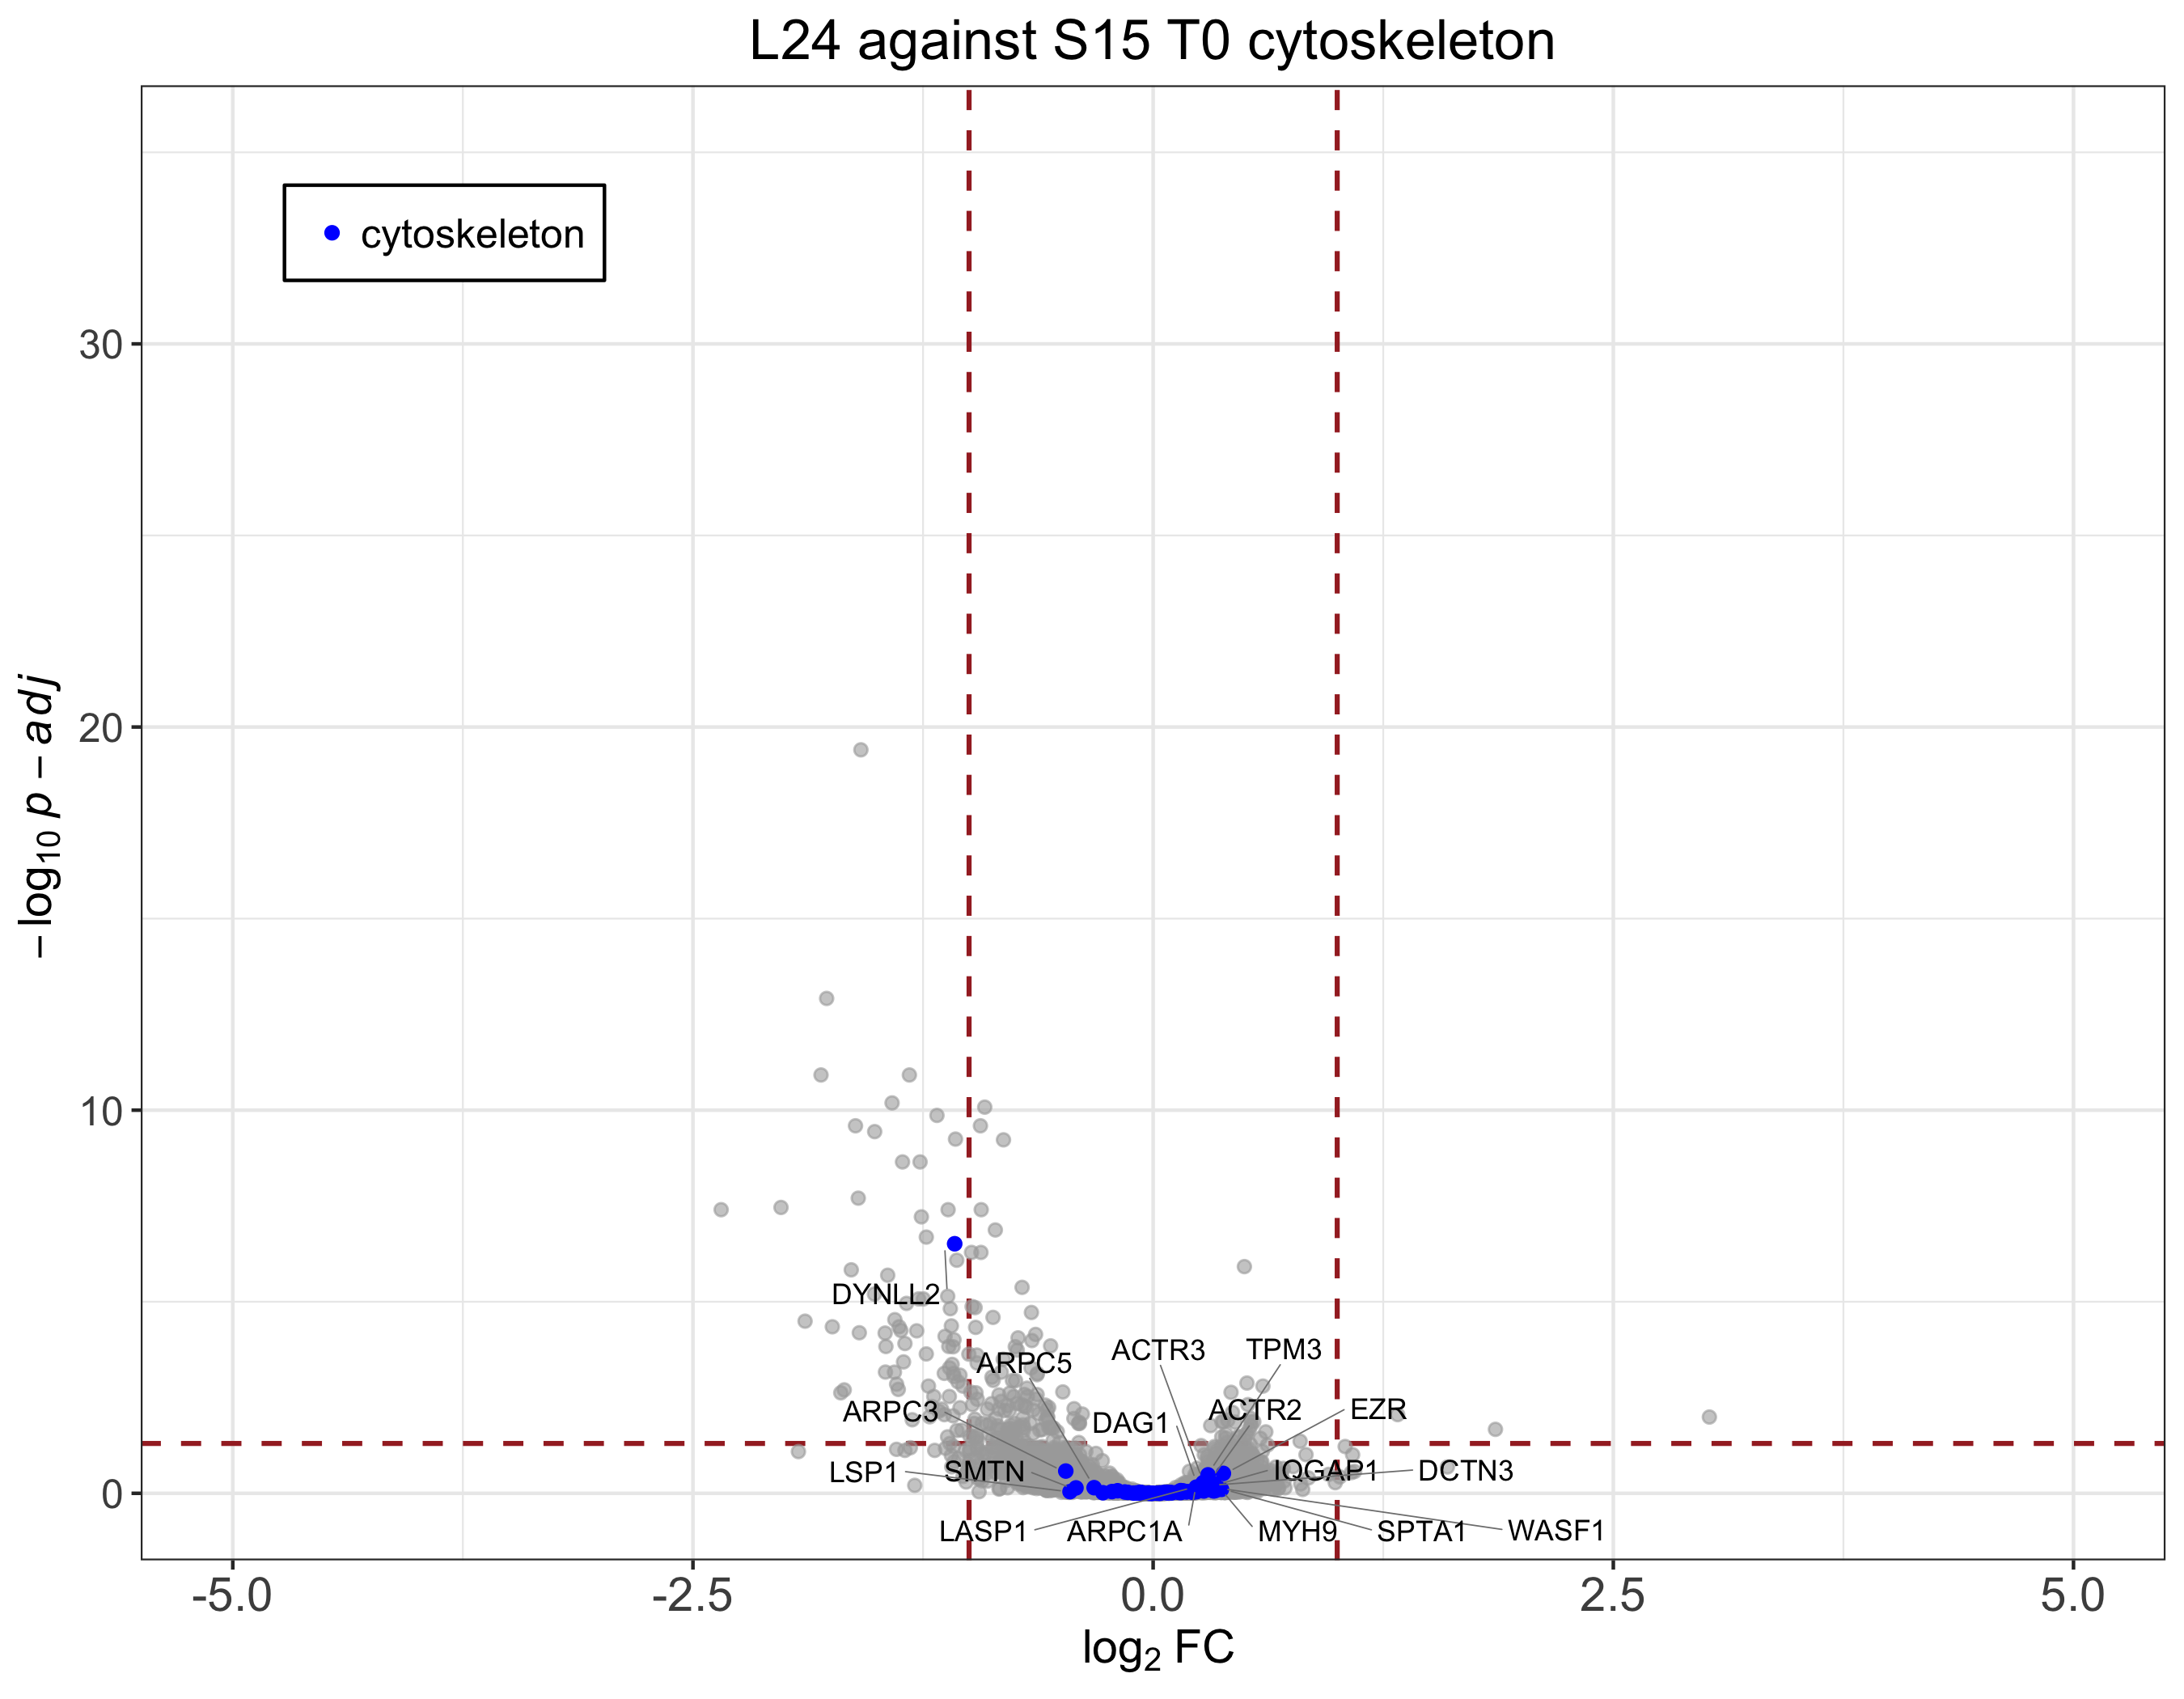 L24 against S15 T0 cytoskeleton
cytoskeleton
30
20
10
0
−log10 p − adj
DYNLL2
ARPC5
ACTR3
TPM3
ARPC3
DAG1
ACTR2
EZR
LSP1
SMTN
IQGAP1
DCTN3
LASP1
ARPC1A
MYH9
SPTA1
WASF1
-5.0
-2.5
0.0
2.5
5.0
log2 FC